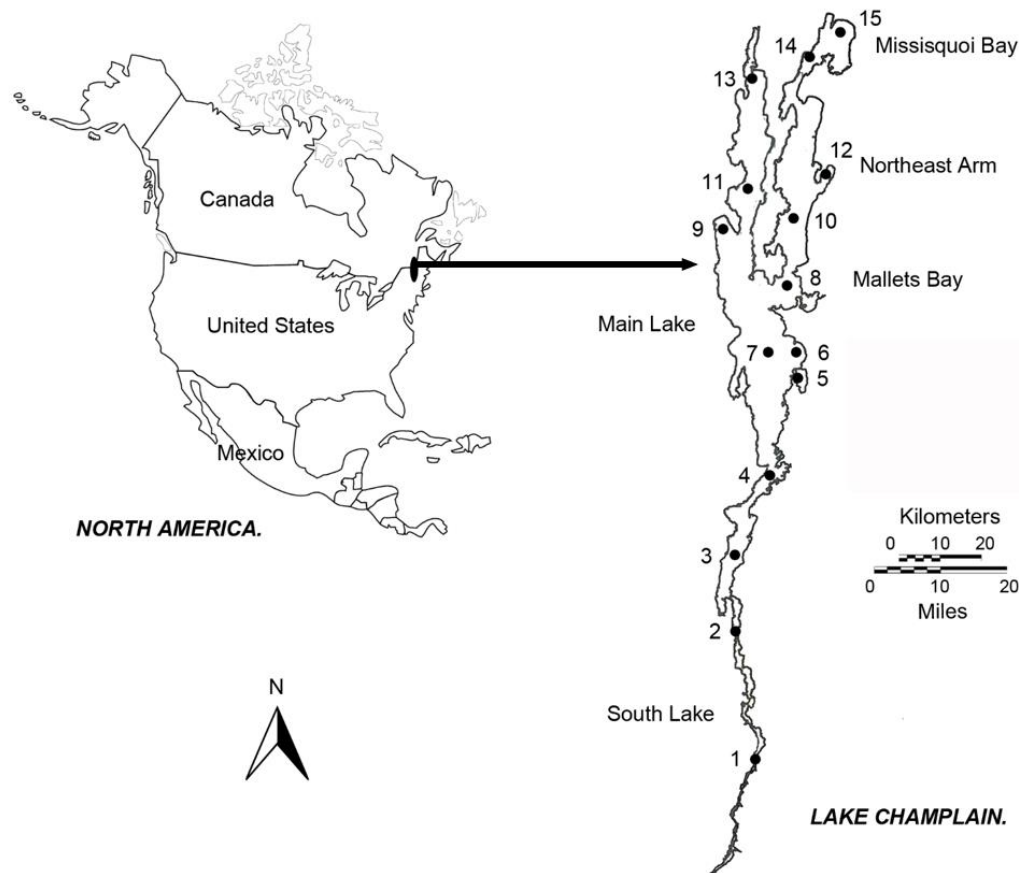 Canada
United States
Mexico
NORTH AMERICA.
N
15
Missisquoi Bay
14
13
12
Northeast Arm
11
10
9
8
Mallets Bay
Main Lake
7
6
5
4
Kilometers
0 10 20
3
0 10 20
Miles
2
South Lake
1
LAKE CHAMPLAIN.